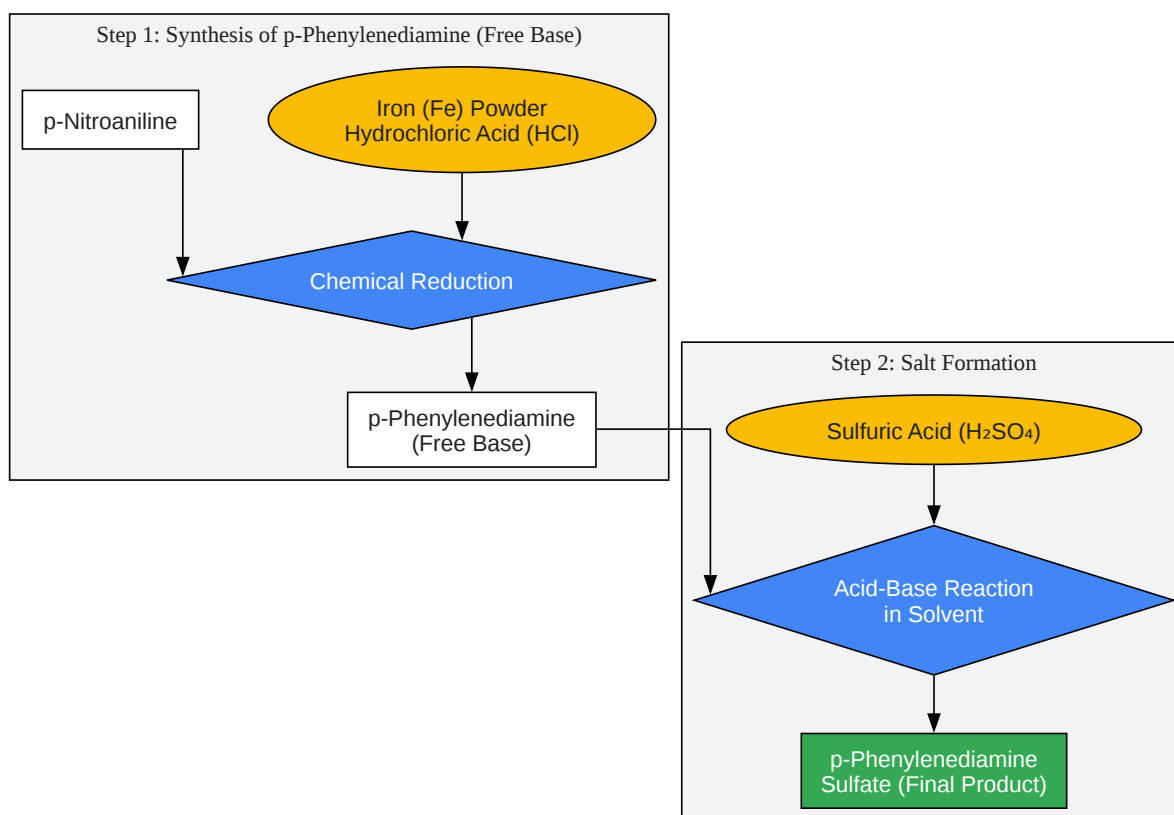 Step 1: Synthesis of p-Phenylenediamine (Free Base)
p-Nitroaniline
Iron (Fe) Powder
Hydrochloric Acid (HCl)
Chemical Reduction
p-Phenylenediamine
(Free Base)
Step 2: Salt Formation
Sulfuric Acid (H₂SO₄)
Acid-Base Reaction
in Solvent
p-Phenylenediamine
Sulfate (Final Product)